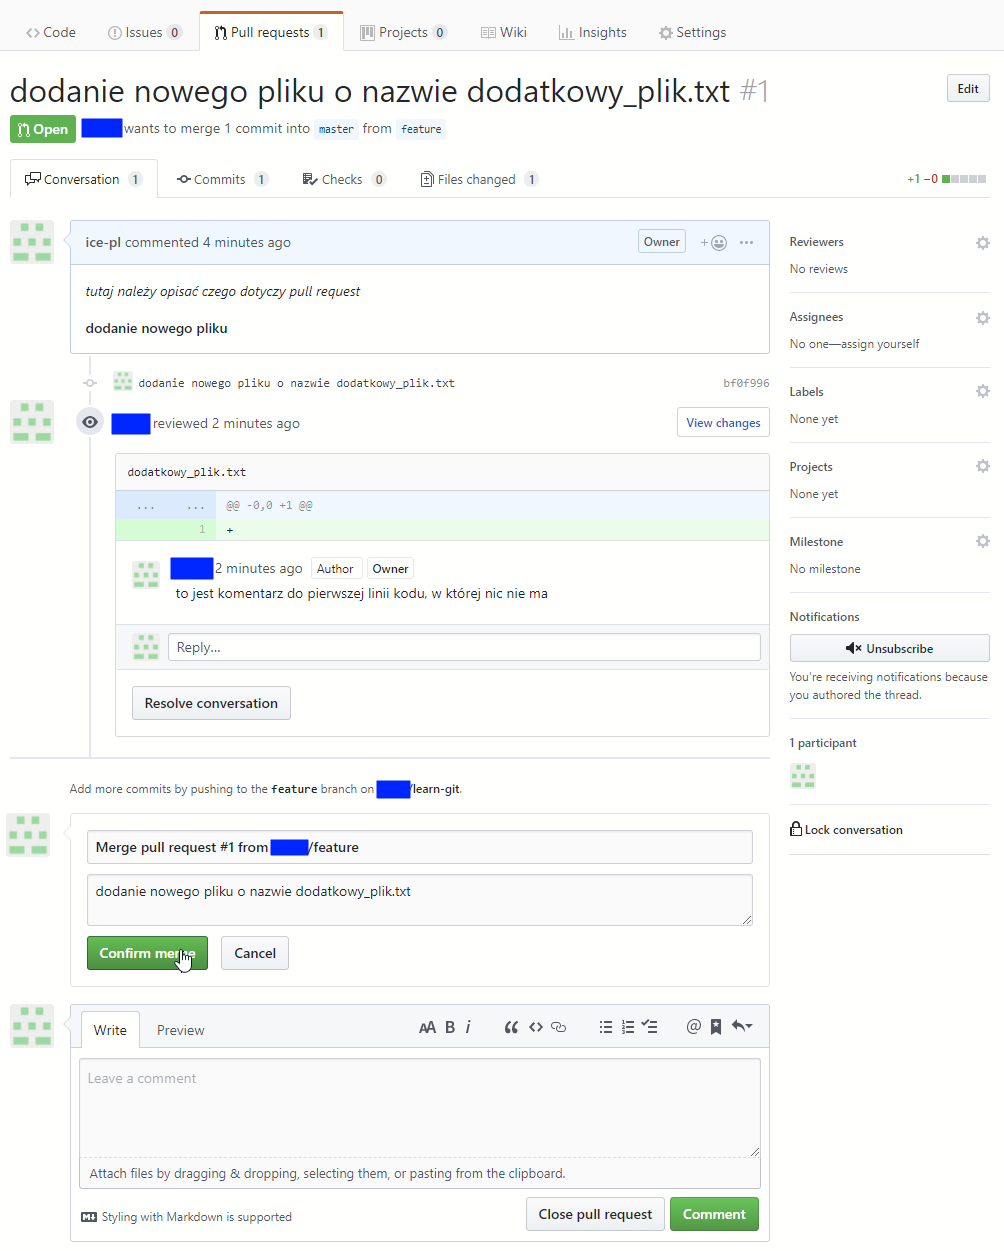 Code Issues 0 Pull requests 1 Projects 0 Wiki Insights Settings
dodanie nowego pliku o nazwie dodatkowy_plik.txt #1
Edit
Open wants to merge 1 commit into master from feature
Conversation 1 Commits 1 Checks 0 Files changed 1 +1 −0
ice-pl commented 4 minutes ago Owner
tutaj należy opisać czego dotyczy pull request
dodanie nowego pliku
dodanie nowego pliku o nazwie dodatkowy_plik.txt bf0f996
reviewed 2 minutes ago View changes
dodatkowy_plik.txt
... ... @@ -0,0 +1 @@
1 +
2 minutes ago Author Owner
to jest komentarz do pierwszej linii kodu, w której nic nie ma
Reply...
Resolve conversation
Add more commits by pushing to the feature branch on /learn-git.
Merge pull request #1 from /feature
dodanie nowego pliku o nazwie dodatkowy_plik.txt
Confirm merge Cancel
Write Preview
AA B i “ <> @
Leave a comment
Attach files by dragging & dropping, selecting them, or pasting from the clipboard.
Styling with Markdown is supported
Close pull request Comment
Reviewers
No reviews
Assignees
No one—assign yourself
Labels
None yet
Projects
None yet
Milestone
No milestone
Notifications
Unsubscribe
You're receiving notifications because
you authored the thread.
1 participant
Lock conversation